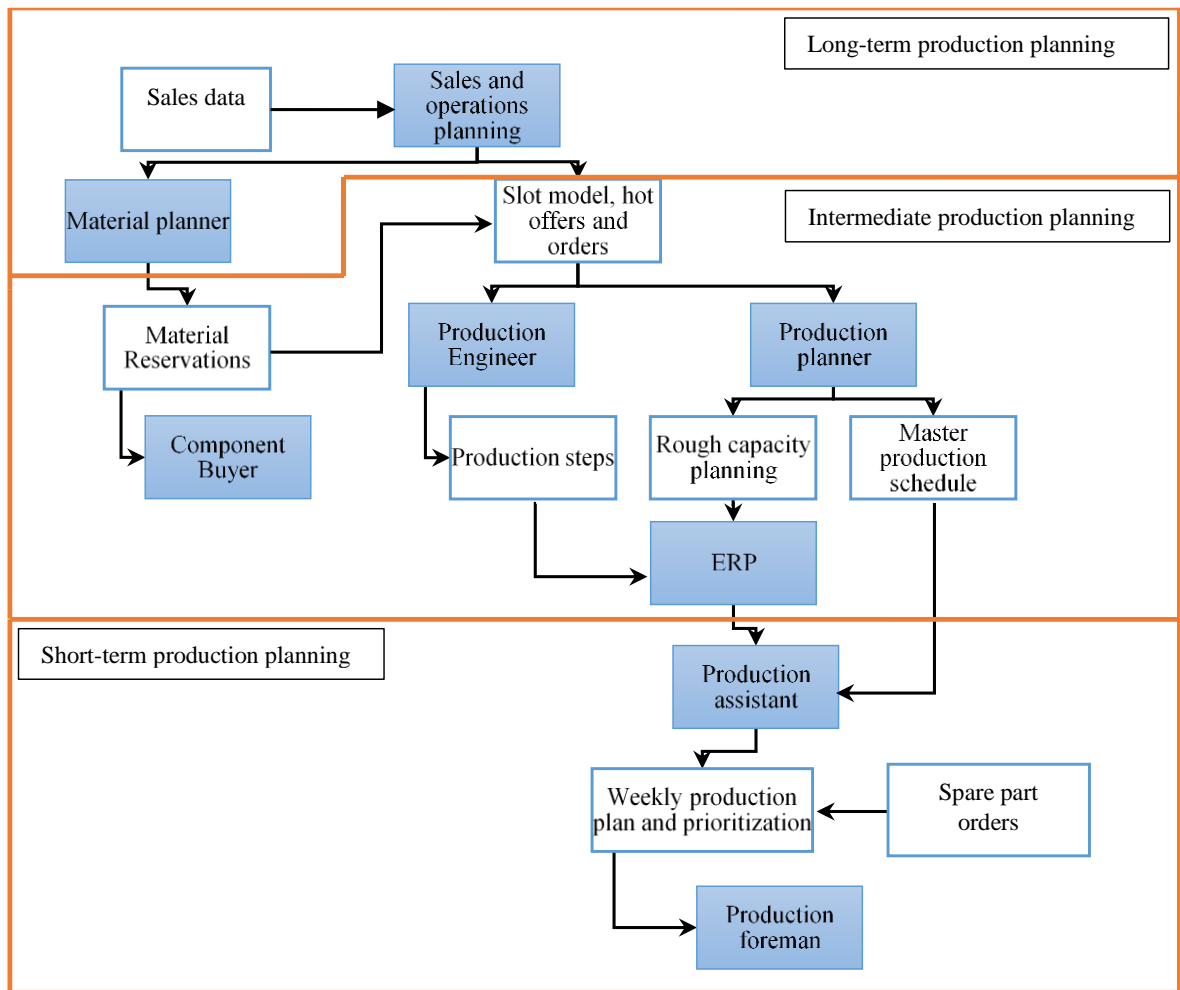 Long-term production planning
Sales data
Sales and
operations
planning
Material planner
Slot model, hot
offers and
orders
Intermediate production planning
Material
Reservations
Production
Engineer
Production
planner
Component
Buyer
Production steps
Rough capacity
planning
Master
production
schedule
ERP
Short-term production planning
Production
assistant
Weekly production
plan and prioritization
Spare part
orders
Production
foreman